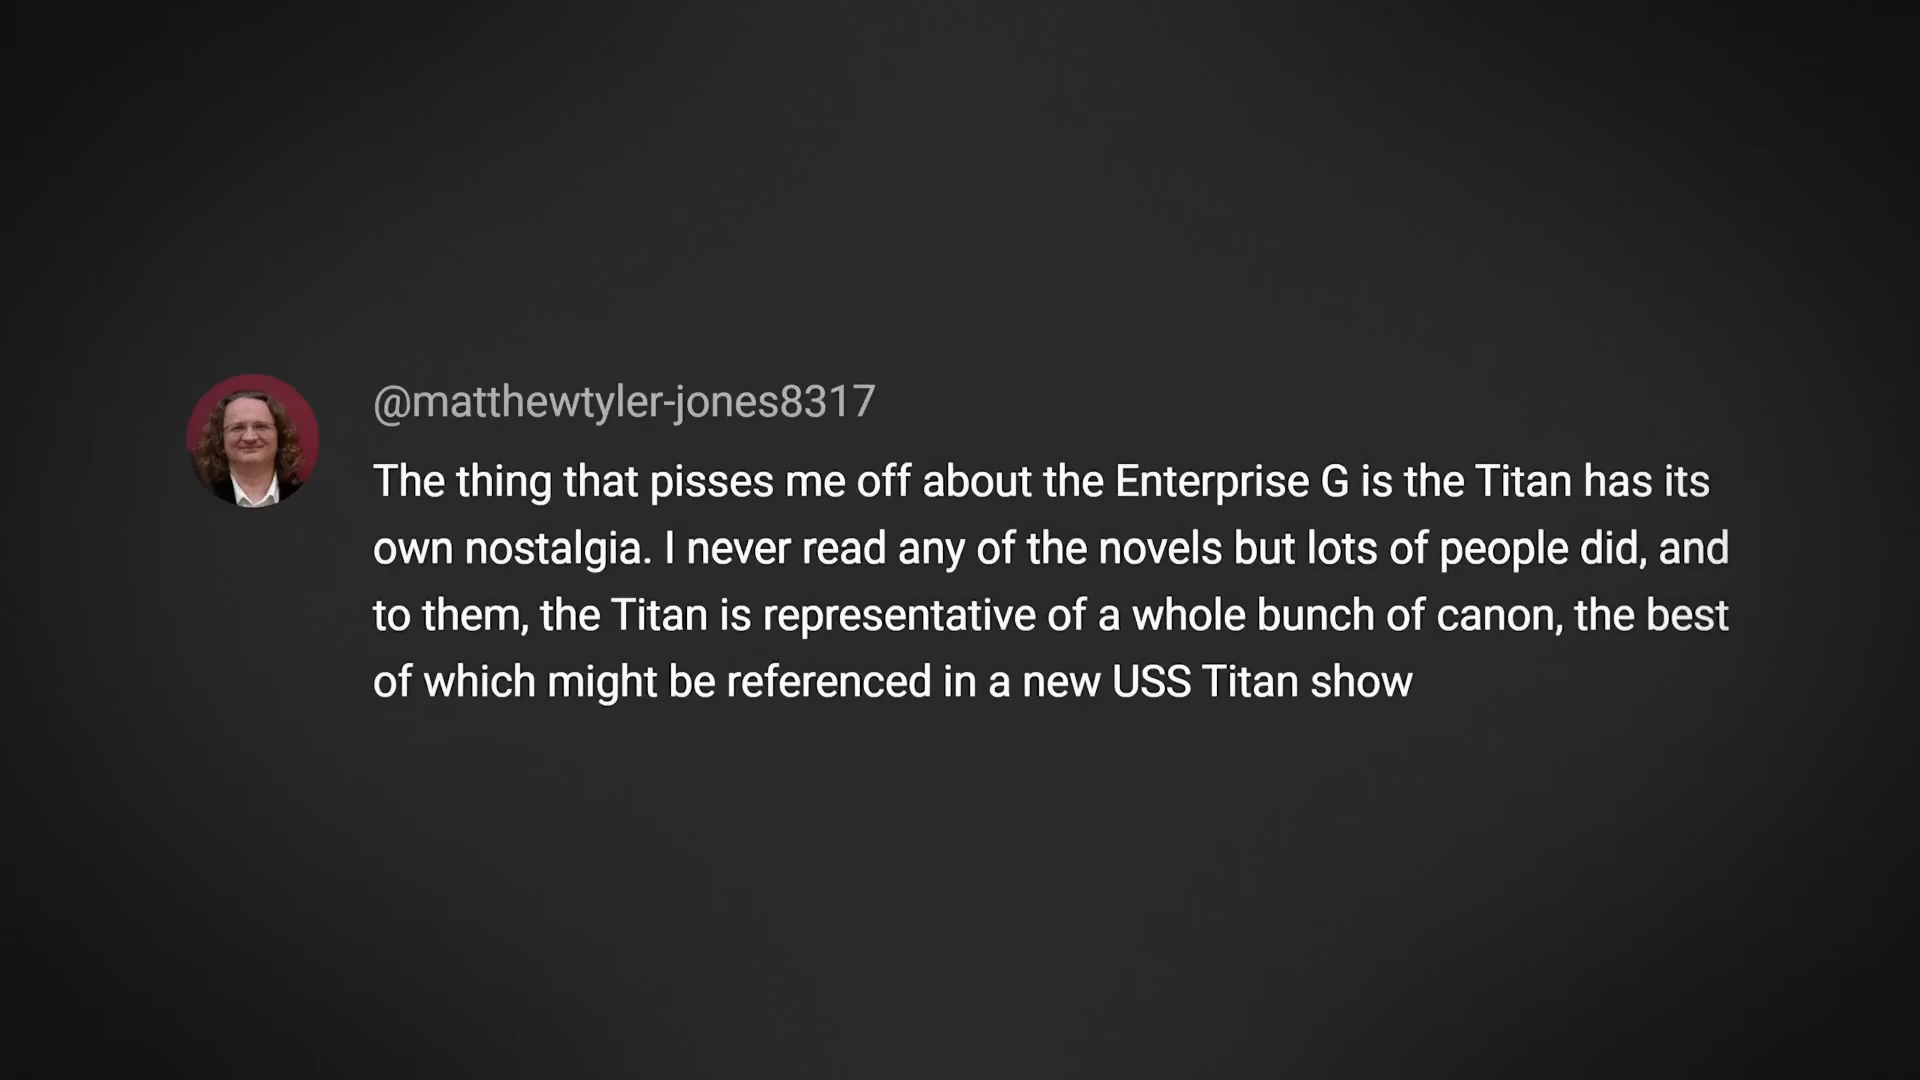 @matthewtyler-jones8317
The thing that pisses me off about the Enterprise G is the Titan has its
own nostalgia. I never read any of the novels but lots of people did, and
to them, the Titan is representative of a whole bunch of canon, the best
of which might be referenced in a new USS Titan show